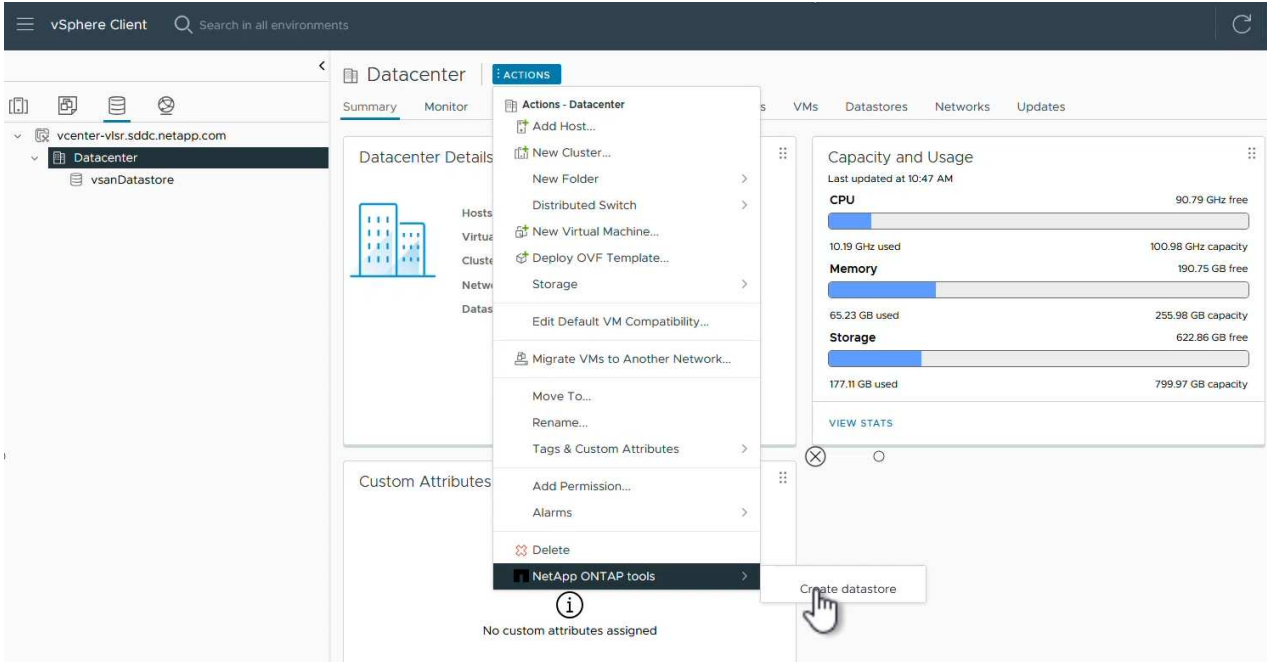 vSphere Client
Search in all environments
vcenter-vlsr.sddc.netapp.com
Datacenter
vsanDatastore
Datacenter
ACTIONS
Summary
Monitor
s
VMs
Datastores
Networks
Updates
Datacenter Details
Hosts
Virtua
Cluste
Netwo
Datas
Custom Attributes
No custom attributes assigned
Actions - Datacenter
Add Host...
New Cluster...
New Folder
Distributed Switch
New Virtual Machine...
Deploy OVF Template...
Storage
Edit Default VM Compatibility...
Migrate VMs to Another Network...
Move To...
Rename...
Tags & Custom Attributes
Add Permission...
Alarms
Delete
NetApp ONTAP tools
Create datastore
Capacity and Usage
Last updated at 10:47 AM
CPU
90.79 GHz free
10.19 GHz used
100.98 GHz capacity
Memory
190.75 GB free
65.23 GB used
255.98 GB capacity
Storage
622.86 GB free
177.11 GB used
799.97 GB capacity
VIEW STATS